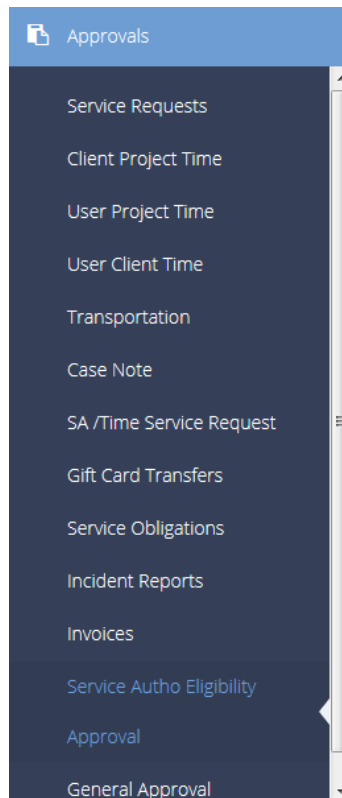 Approvals
Service Requests
Client Project Time
User Project Time
User Client Time
Transportation
Case Note
SA /Time Service Request
Gift Card Transfers
Service Obligations
Incident Reports
Invoices
Service Autho Eligibility
Approval
General Approval